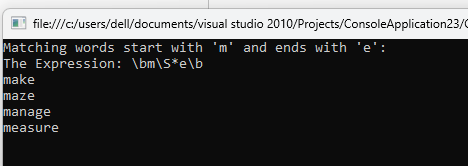 file:///c:/users/dell/documents/visual studio 2010/Projects/ConsoleApplication23/
Matching words start with 'm' and ends with 'e':
The Expression: \bm\S*e\b
make
maze
manage
measure